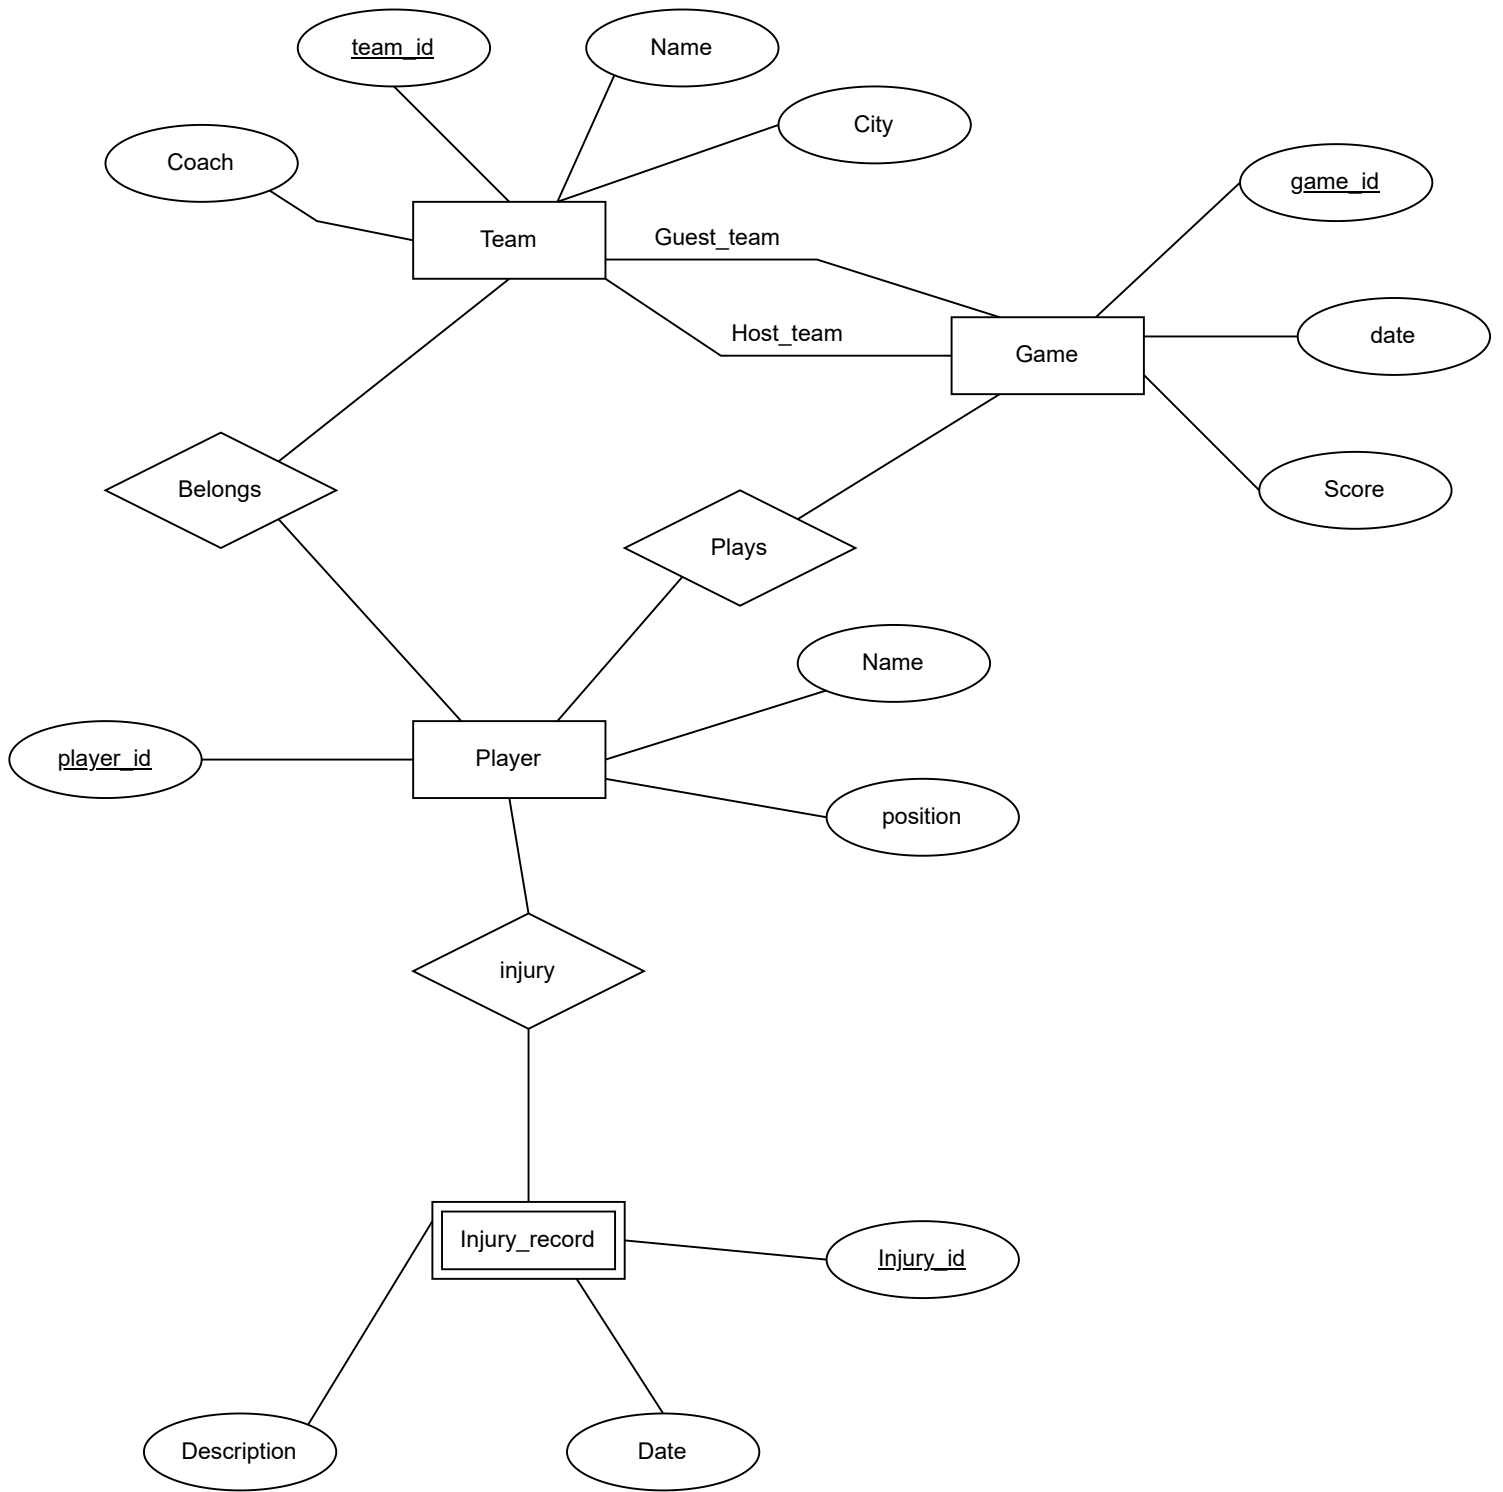 team_id
Name
City
Coach
game_id
Team
Guest_team
Host_team
date
Game
Belongs
Score
Plays
Name
player_id
Player
position
injury
Injury_record
Injury_id
Description
Date